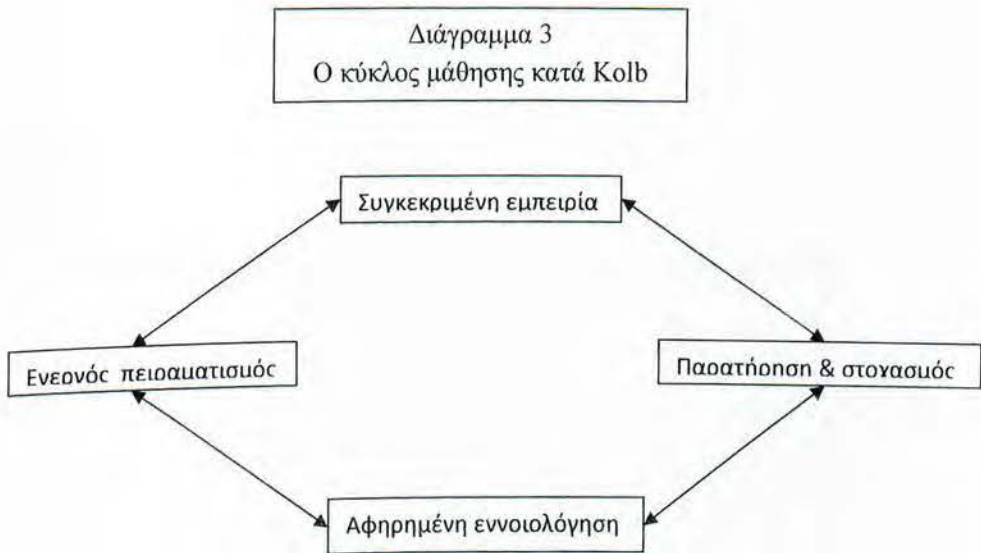 Διάγραμμα 3
Ο κύκλος μάθησης κατά Kolb
Συγκεκριμένη εμπειρία
Ενεργός πειραματισμός
Παρατήρηση & στοχασμός
Αφηρημένη εννοιολόγηση